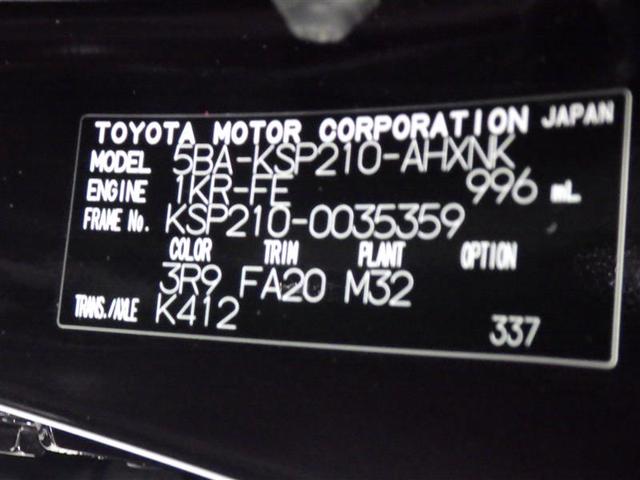 TOYOTA MOTOR CORPORATION JAPAN
MODEL 5BA-KSP210-AHXNK
ENGINE 1KR-FE 996 mL
FRAME No. KSP210-0035359
COLOR TRIM PLANT OPTION
3R9 FA20 M32
TRANS./AXLE K412
337